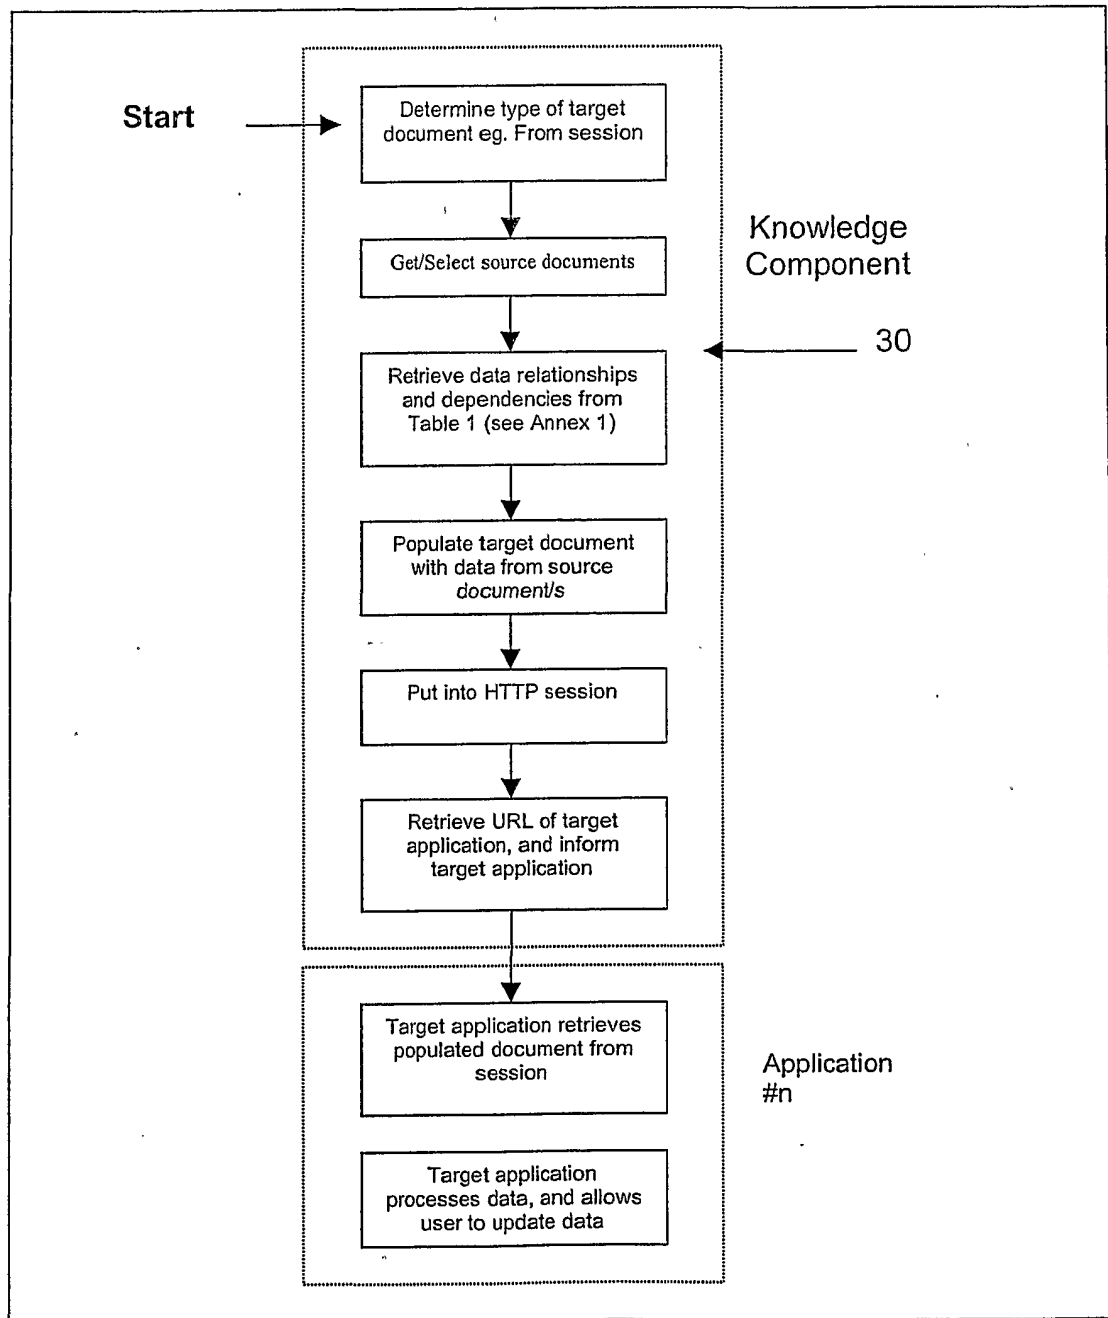 Start
Determine type of target
document eg. From session
Get/Select source documents
Knowledge
Component
30
Retrieve data relationships
and dependencies from
Table 1 (see Annex 1)
Populate target document
with data from source
document/s
Put into HTTP session
Retrieve URL of target
application, and inform
target application
Target application retrieves
populated document from
session
Application
#n
Target application
processes data, and allows
user to update data